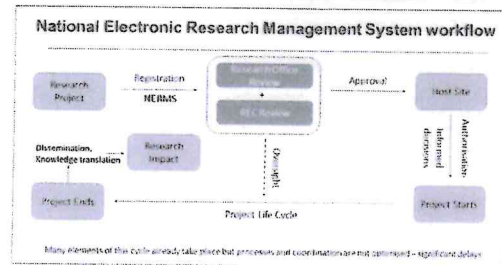 National Electronic Research Management System workflow
Research
Project
Registration
NERMS
Research Office
Review
+
REC Review
Approval
Host Site
Authorisation
Informed
decisions
Oversight
Dissemination,
Knowledge translation
Research
Impact
Project Ends
Project Life Cycle
Project Starts
Many elements of this cycle already take place but processes and coordination are not optimised – significant delays